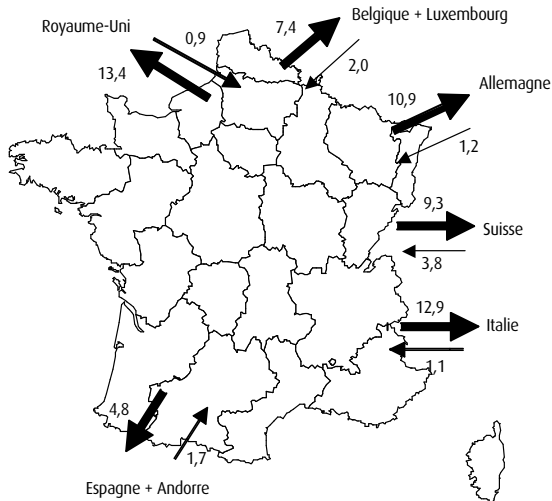 Royaume-Uni
0,9
13,4
7,4
Belgique + Luxembourg
2,0
10,9
Allemagne
1,2
9,3
Suisse
3,8
12,9
Italie
1,1
4,8
1,7
Espagne + Andorre